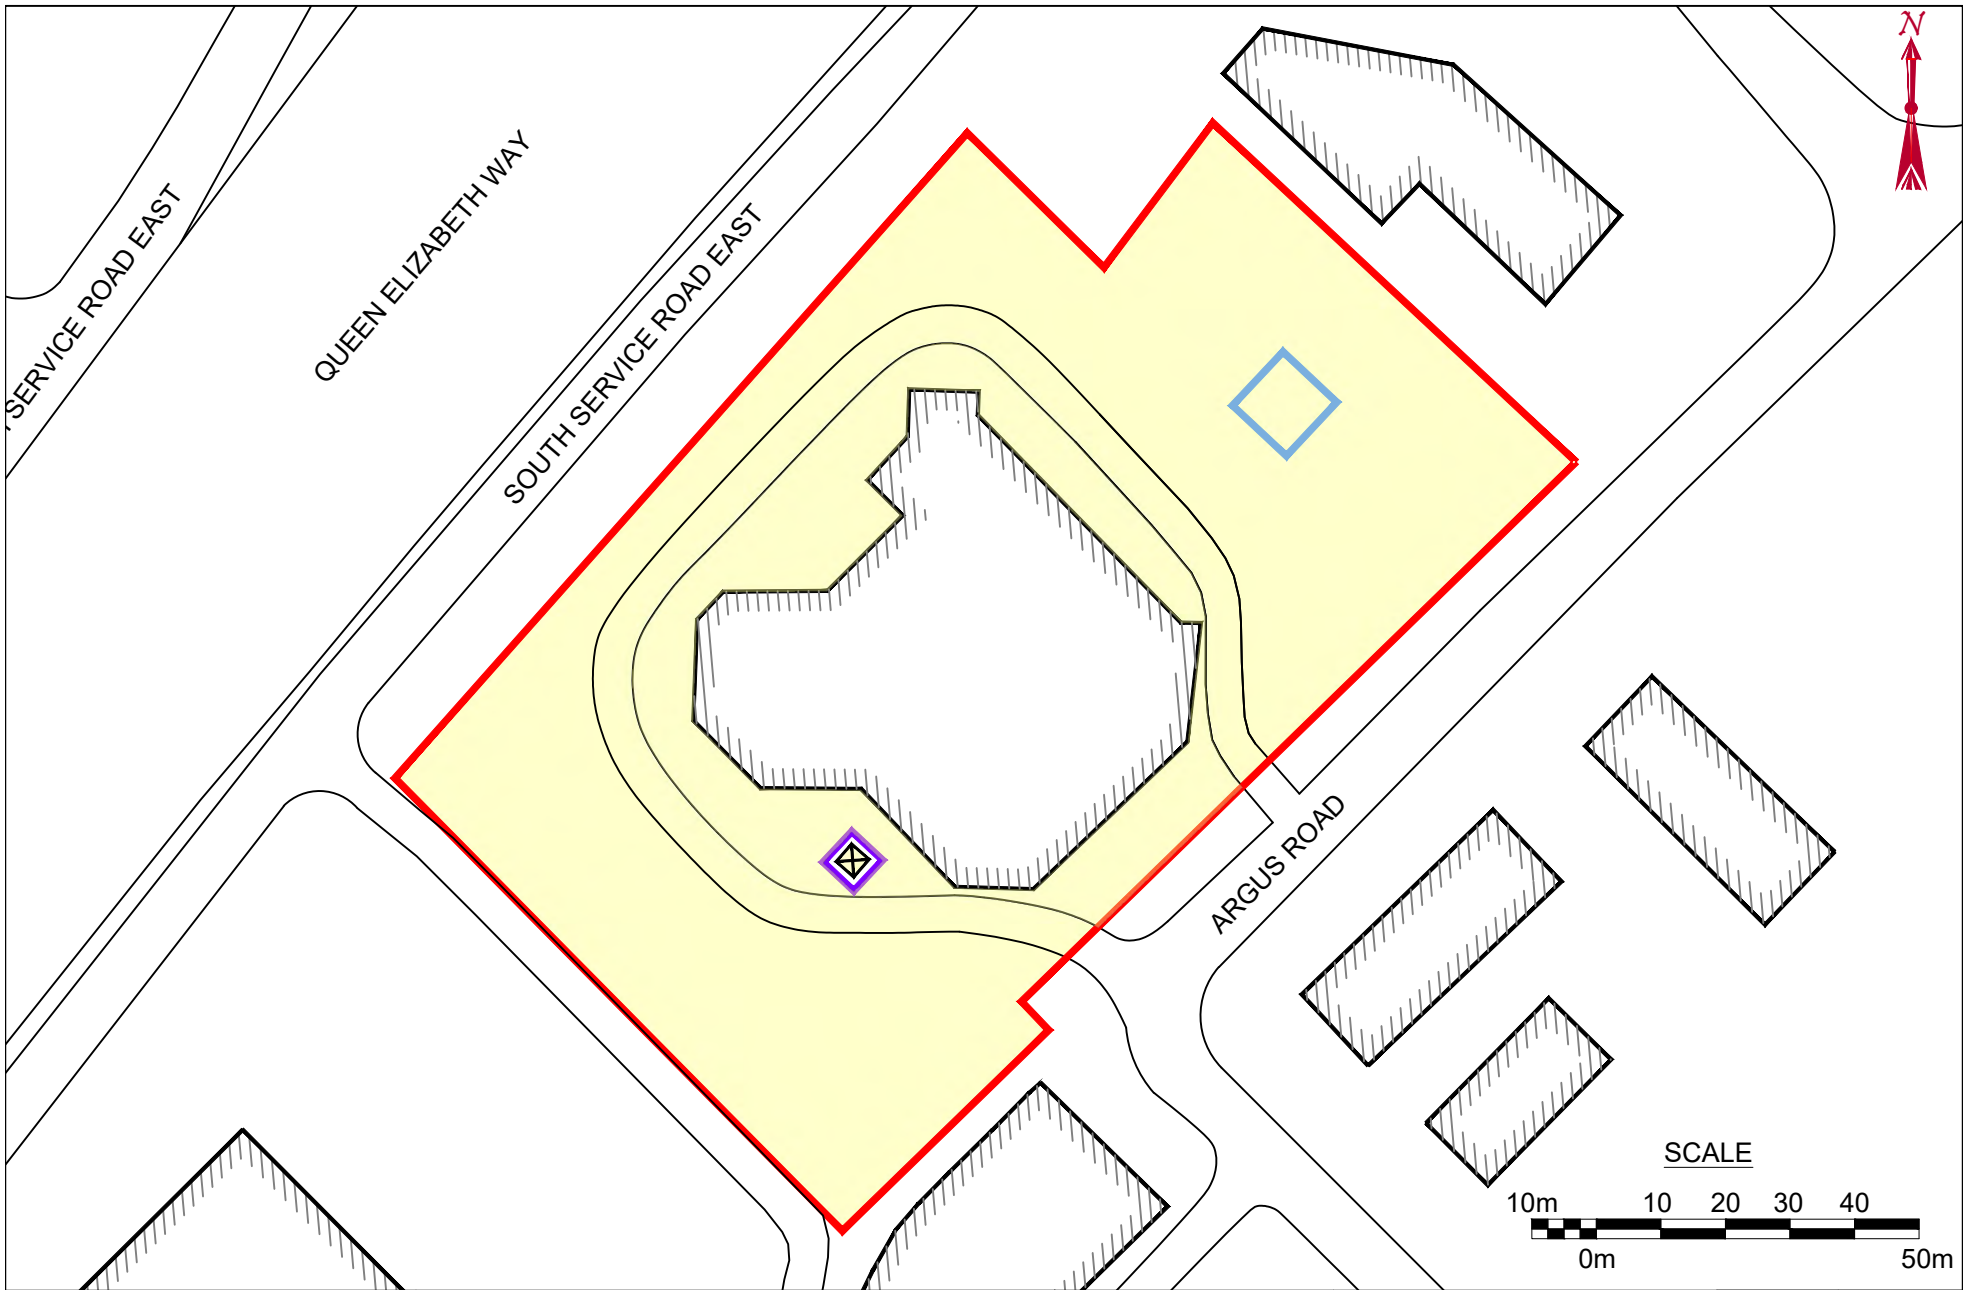 N
SERVICE ROAD EAST
QUEEN ELIZABETH WAY
SOUTH SERVICE ROAD EAST
ARGUS ROAD
SCALE
10m 10 20 30 40
0m 50m